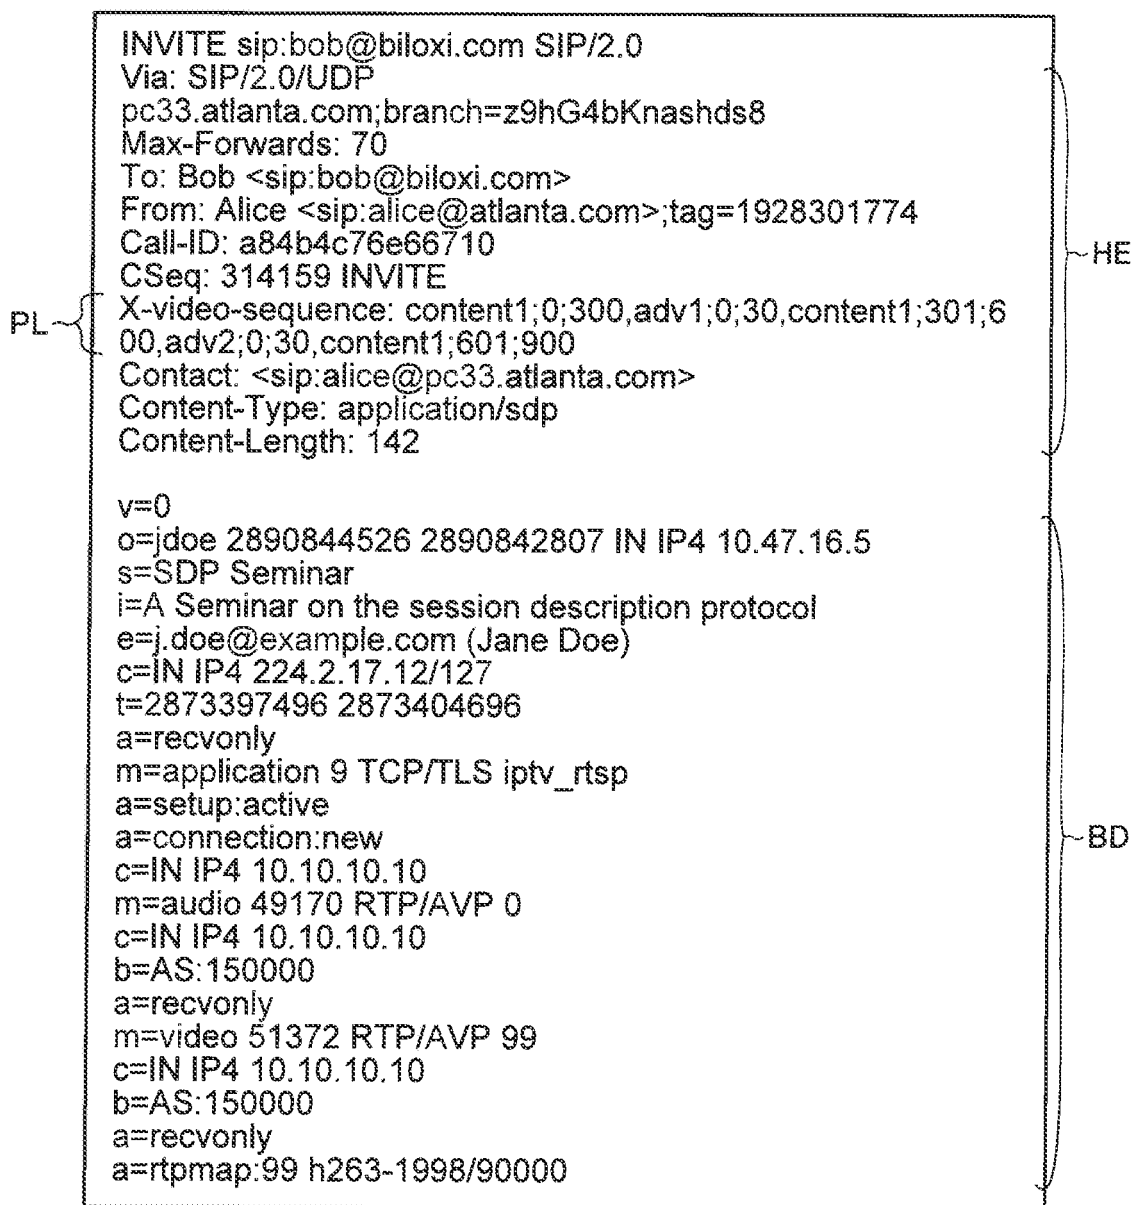 INVITE sip:bob@biloxi.com SIP/2.0
Via: SIP/2.0/UDP
pc33.atlanta.com;branch=z9hG4bKnashds8
Max-Forwards: 70
To: Bob <sip:bob@biloxi.com>
From: Alice <sip:alice@atlanta.com>;tag=1928301774
Call-ID: a84b4c76e66710
CSeq: 314159 INVITE
X-video-sequence: content1;0;300,adv1;0;30,content1;301;6
00,adv2;0;30,content1;601;900
Contact: <sip:alice@pc33.atlanta.com>
Content-Type: application/sdp
Content-Length: 142
HE
PL
v=0
o=jdoe 2890844526 2890842807 IN IP4 10.47.16.5
s=SDP Seminar
i=A Seminar on the session description protocol
e=j.doe@example.com (Jane Doe)
c=IN IP4 224.2.17.12/127
t=2873397496 2873404696
a=recvonly
m=application 9 TCP/TLS iptv_rtsp
a=setup:active
a=connection:new
c=IN IP4 10.10.10.10
m=audio 49170 RTP/AVP 0
c=IN IP4 10.10.10.10
b=AS:150000
a=recvonly
m=video 51372 RTP/AVP 99
c=IN IP4 10.10.10.10
b=AS:150000
a=recvonly
a=rtpmap:99 h263-1998/90000
BD